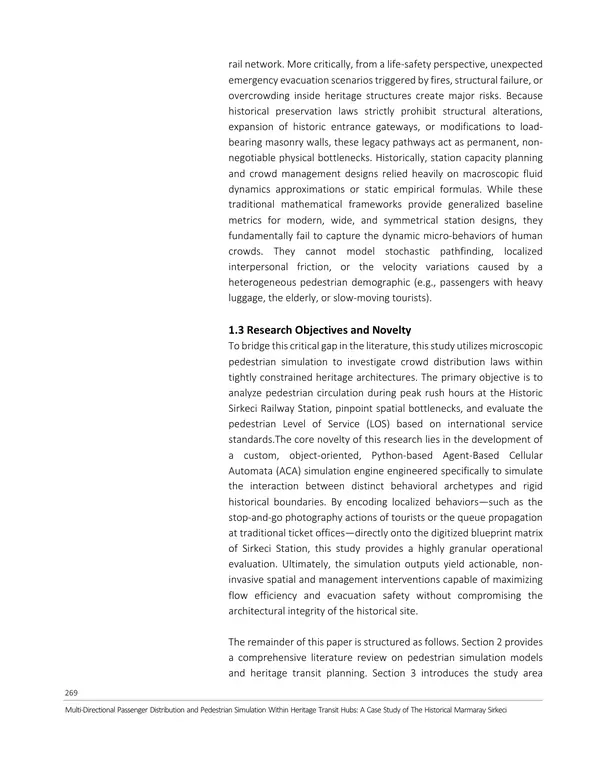 rail network. More critically, from a life-safety perspective, unexpected
emergency evacuation scenarios triggered by fires, structural failure, or
overcrowding inside heritage structures create major risks. Because
historical preservation laws strictly prohibit structural alterations,
expansion of historic entrance gateways, or modifications to load-
bearing masonry walls, these legacy pathways act as permanent, non-
negotiable physical bottlenecks. Historically, station capacity planning
and crowd management designs relied heavily on macroscopic fluid
dynamics approximations or static empirical formulas. While these
traditional mathematical frameworks provide generalized baseline
metrics for modern, wide, and symmetrical station designs, they
fundamentally fail to capture the dynamic micro-behaviors of human
crowds. They cannot model stochastic pathfinding, localized
interpersonal friction, or the velocity variations caused by a
heterogeneous pedestrian demographic (e.g., passengers with heavy
luggage, the elderly, or slow-moving tourists).
1.3 Research Objectives and Novelty
To bridge this critical gap in the literature, this study utilizes microscopic
pedestrian simulation to investigate crowd distribution laws within
tightly constrained heritage architectures. The primary objective is to
analyze pedestrian circulation during peak rush hours at the Historic
Sirkeci Railway Station, pinpoint spatial bottlenecks, and evaluate the
pedestrian Level of Service (LOS) based on international service
standards.The core novelty of this research lies in the development of
a custom, object-oriented, Python-based Agent-Based Cellular
Automata (ACA) simulation engine engineered specifically to simulate
the interaction between distinct behavioral archetypes and rigid
historical boundaries. By encoding localized behaviors—such as the
stop-and-go photography actions of tourists or the queue propagation
at traditional ticket offices—directly onto the digitized blueprint matrix
of Sirkeci Station, this study provides a highly granular operational
evaluation. Ultimately, the simulation outputs yield actionable, non-
invasive spatial and management interventions capable of maximizing
flow efficiency and evacuation safety without compromising the
architectural integrity of the historical site.
The remainder of this paper is structured as follows. Section 2 provides
a comprehensive literature review on pedestrian simulation models
and heritage transit planning. Section 3 introduces the study area
269
Multi-Directional Passenger Distribution and Pedestrian Simulation Within Heritage Transit Hubs: A Case Study of The Historical Marmaray Sirkeci